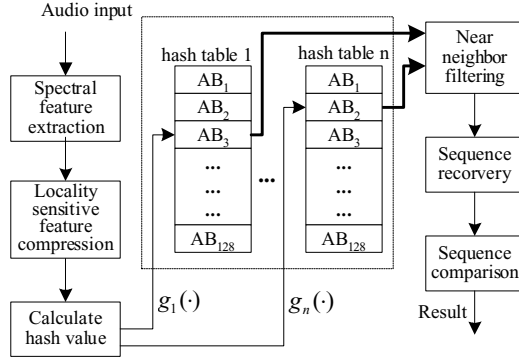 Audio input
Spectral
feature
extraction
Locality
sensitive
feature
compression
Calculate
hash value
g₁(·)
gₙ(·)
hash table 1
AB₁
AB₂
AB₃
...
...
...
AB₁₂₈
...
hash table n
AB₁
AB₂
AB₃
...
...
...
AB₁₂₈
Near
neighbor
filtering
Sequence
recorvery
Sequence
comparison
Result